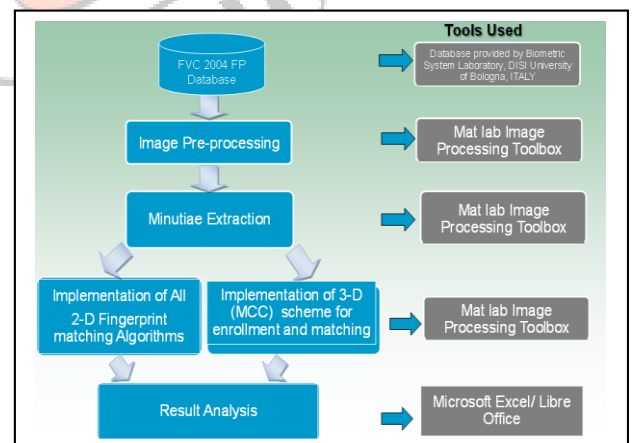 Tools Used
FVC 2004 FP
Database
Database provided by Biometric
System Laboratory, DISI University
of Bologna, ITALY
Image Pre-processing
Mat lab Image
Processing Toolbox
Minutiae Extraction
Mat lab Image
Processing Toolbox
Implementation of All
2-D Fingerprint
matching Algorithms
Implementation of 3-D
(MCC) scheme for
enrollment and matching
Mat lab Image
Processing Toolbox
Result Analysis
Microsoft Excel/ Libre
Office